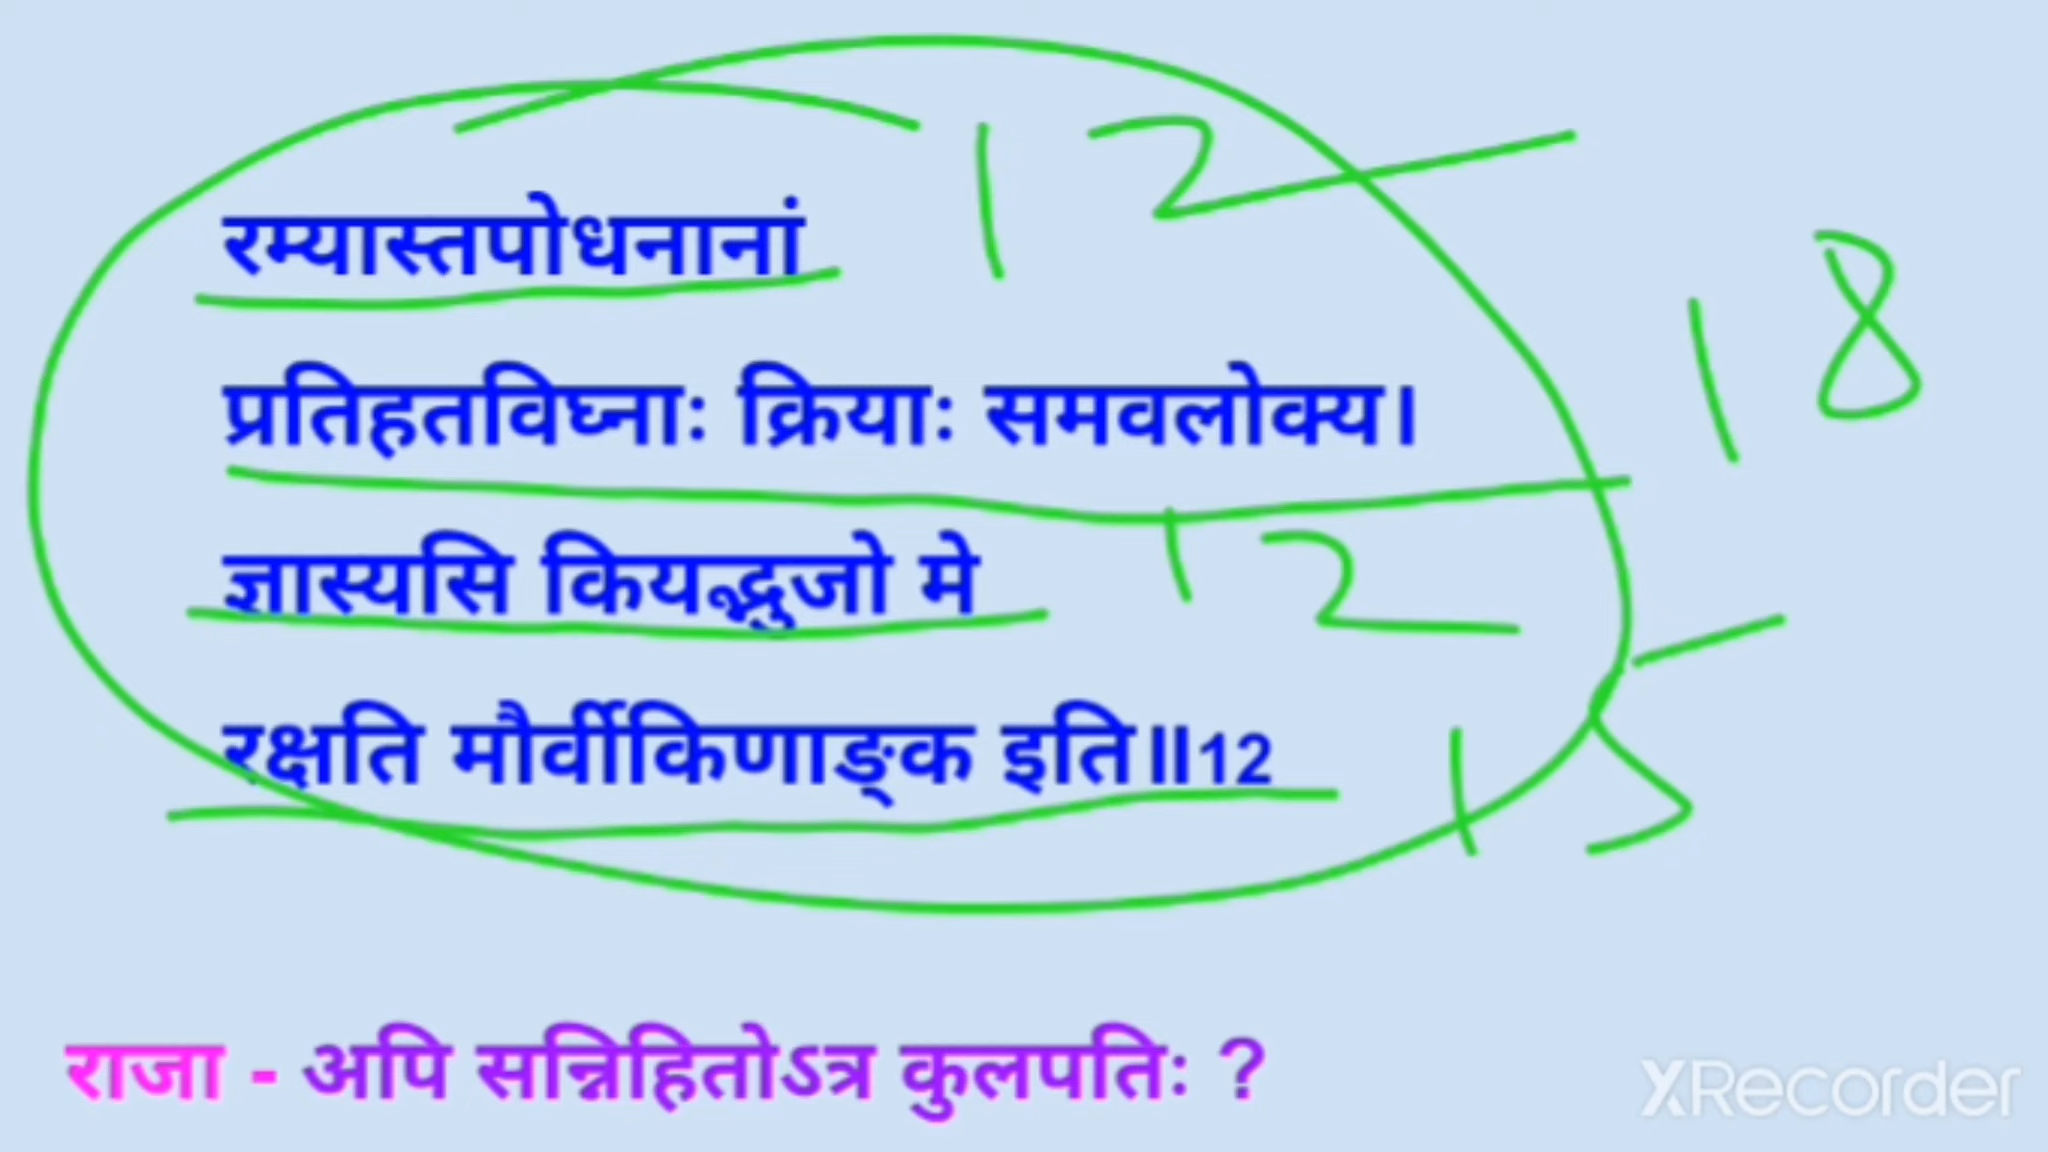 रम्यास्तपोधनानां 12
प्रतिहतविघ्नाः क्रियाः समवलोक्य। 18
ज्ञास्यसि कियद्भुजो मे 12
रक्षति मौर्वीकिणाङ्क इति॥12 15
राजा - अपि सन्निहितोऽत्र कुलपतिः ?
XRecorder